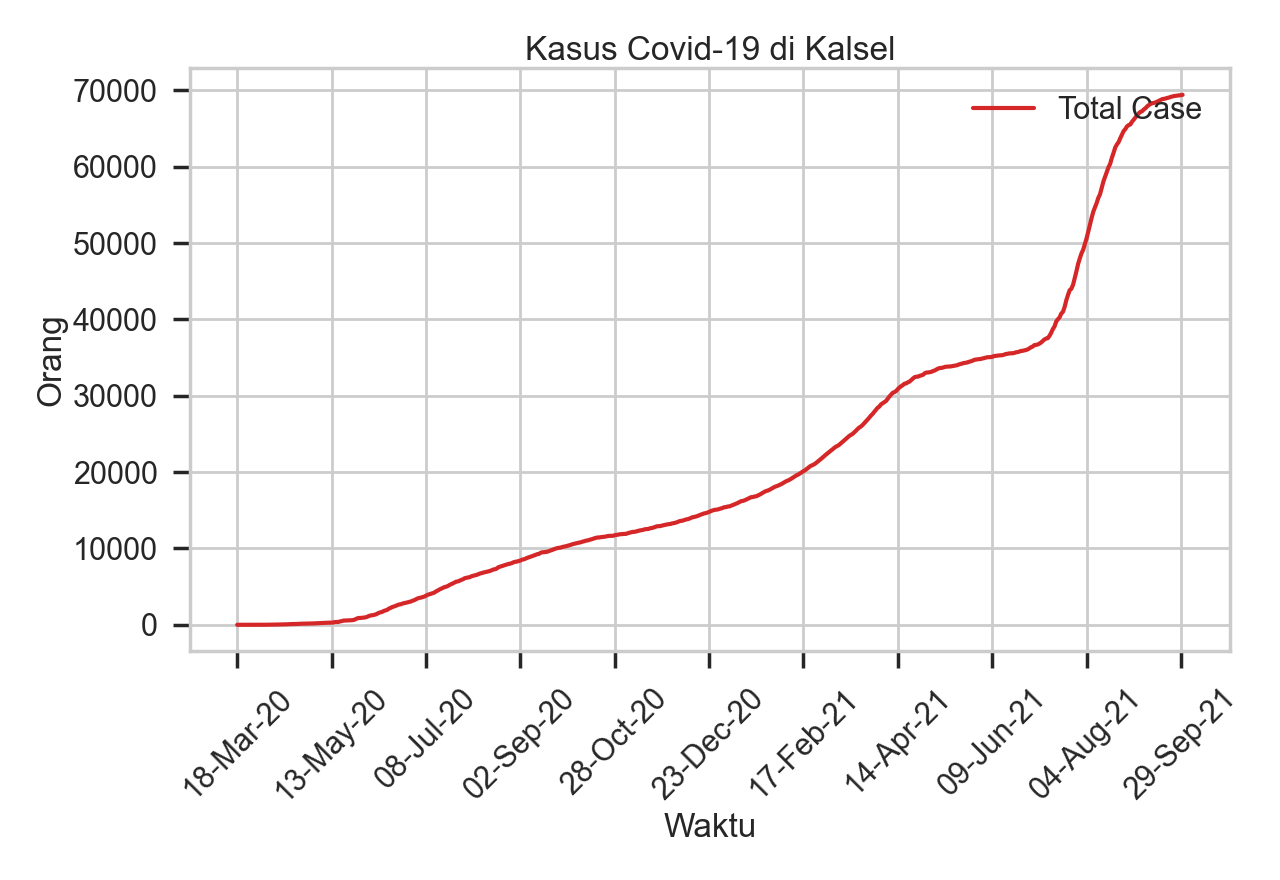 Kasus Covid-19 di Kalsel
Total Case
70000
60000
50000
40000
30000
20000
10000
0
Orang
18-Mar-20
13-May-20
08-Jul-20
02-Sep-20
28-Oct-20
23-Dec-20
17-Feb-21
14-Apr-21
09-Jun-21
04-Aug-21
29-Sep-21
Waktu